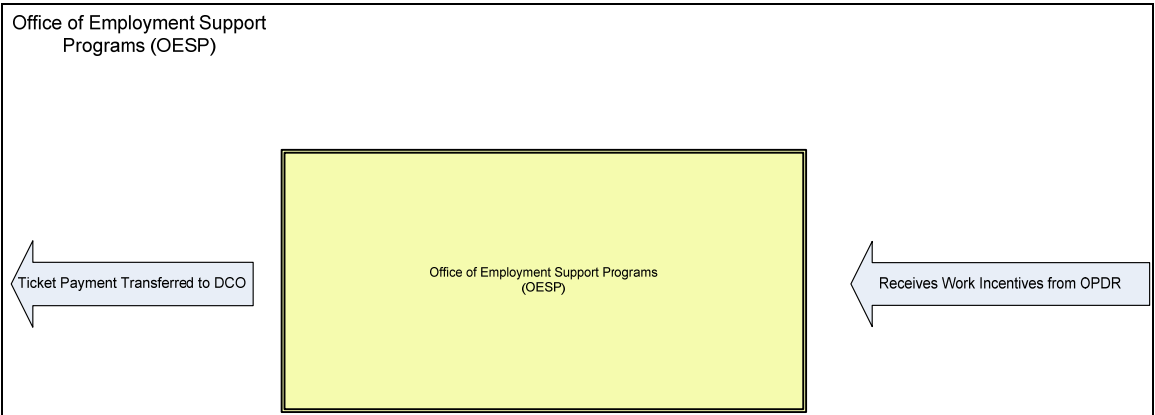 Office of Employment Support
Programs (OESP)
Ticket Payment Transferred to DCO
Office of Employment Support Programs
(OESP)
Receives Work Incentives from OPDR